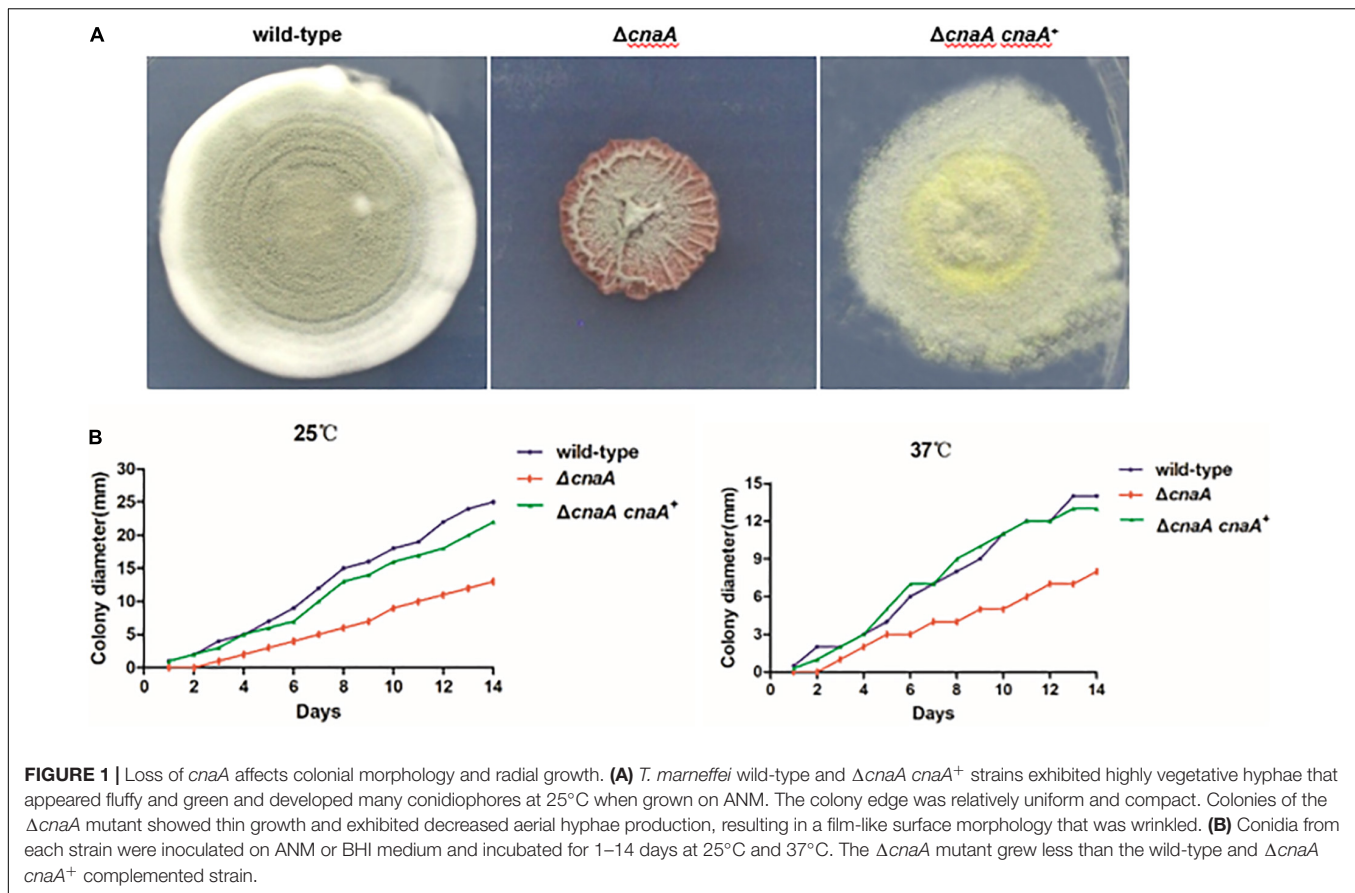 A
wild-type
ΔcnaA
ΔcnaA cnaA⁺
B
25℃
30
25
20
15
10
5
0
Colony diameter(mm)
0 2 4 6 8 10 12 14
Days
wild-type
ΔcnaA
ΔcnaA cnaA⁺
37℃
15
12
9
6
3
0
Colony diameter(mm)
0 2 4 6 8 10 12 14
Days
wild-type
ΔcnaA
ΔcnaA cnaA⁺
FIGURE 1 | Loss of cnaA affects colonial morphology and radial growth. (A) T. marneffei wild-type and ΔcnaA cnaA⁺ strains exhibited highly vegetative hyphae that
appeared fluffy and green and developed many conidiophores at 25°C when grown on ANM. The colony edge was relatively uniform and compact. Colonies of the
ΔcnaA mutant showed thin growth and exhibited decreased aerial hyphae production, resulting in a film-like surface morphology that was wrinkled. (B) Conidia from
each strain were inoculated on ANM or BHI medium and incubated for 1–14 days at 25°C and 37°C. The ΔcnaA mutant grew less than the wild-type and ΔcnaA
cnaA⁺ complemented strain.